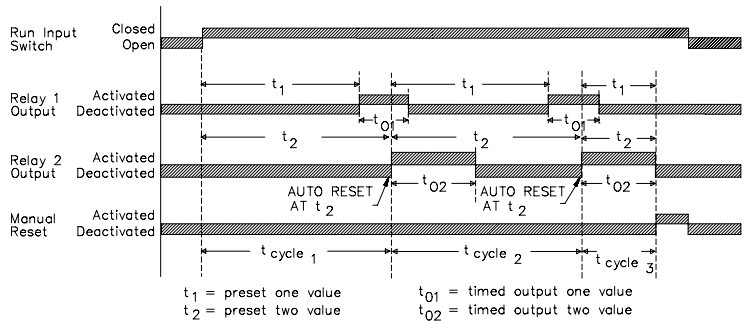 Run Input Switch
Closed
Open
t1
t1
t1
Relay 1 Output
Activated
Deactivated
t01
t01
t2
t2
t2
Relay 2 Output
Activated
Deactivated
AUTO RESET AT t2
t02
AUTO RESET AT t2
t02
Manual Reset
Activated
Deactivated
t cycle 1
t cycle 2
t cycle 3
t1 = preset one value
t2 = preset two value
t01 = timed output one value
t02 = timed output two value